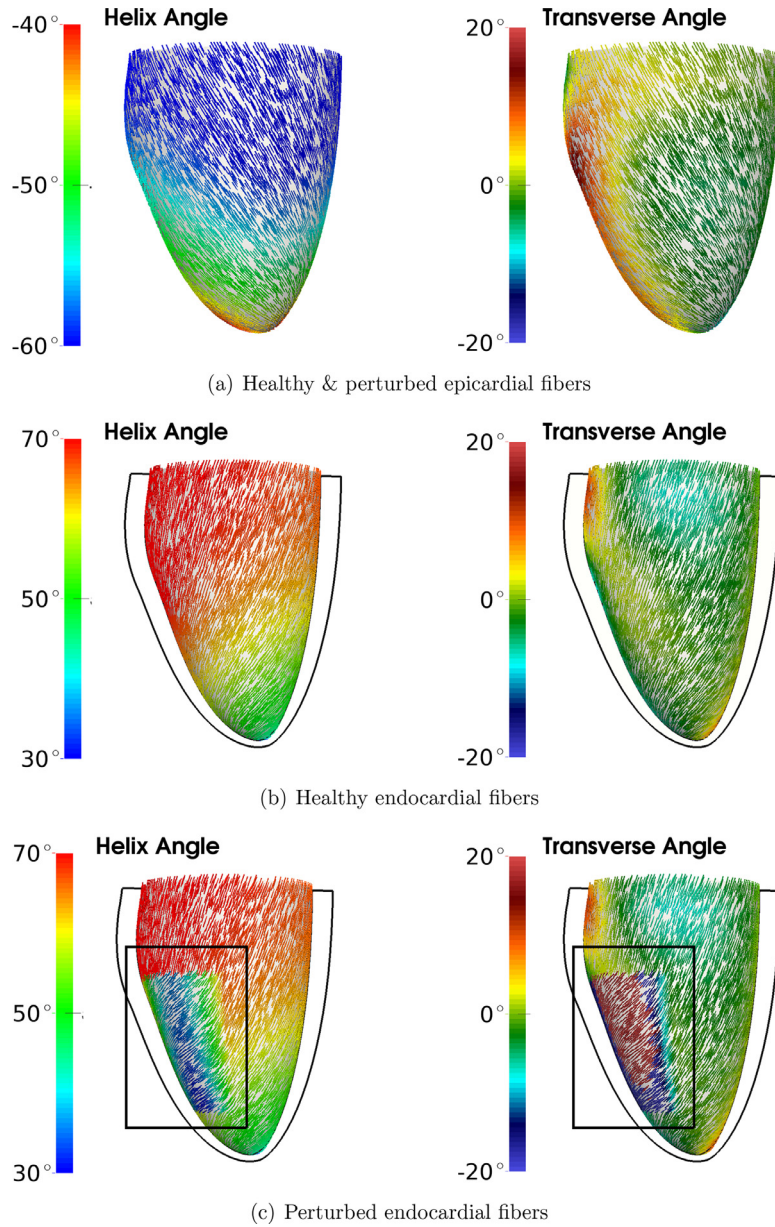 Helix Angle
-40°
-50°
-60°
Transverse Angle
20°
0°
-20°
(a) Healthy & perturbed epicardial fibers
Helix Angle
70°
50°
30°
Transverse Angle
20°
0°
-20°
(b) Healthy endocardial fibers
Helix Angle
70°
50°
30°
Transverse Angle
20°
0°
-20°
(c) Perturbed endocardial fibers